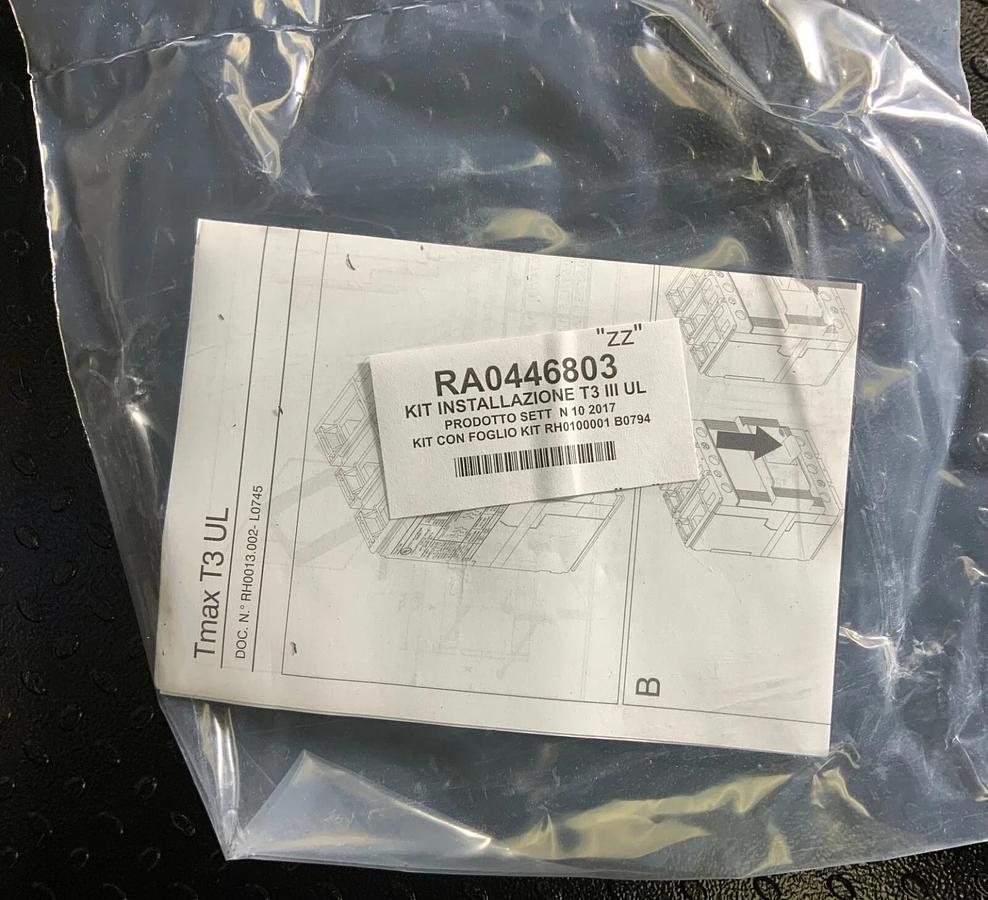 "ZZ"
RA0446803
KIT INSTALLAZIONE T3 III UL
PRODOTTO SETT N 10 2017
KIT CON FOGLIO KIT RH0100001 B0794
Tmax T3 UL
DOC. N.° RH0013.002- L0745
B